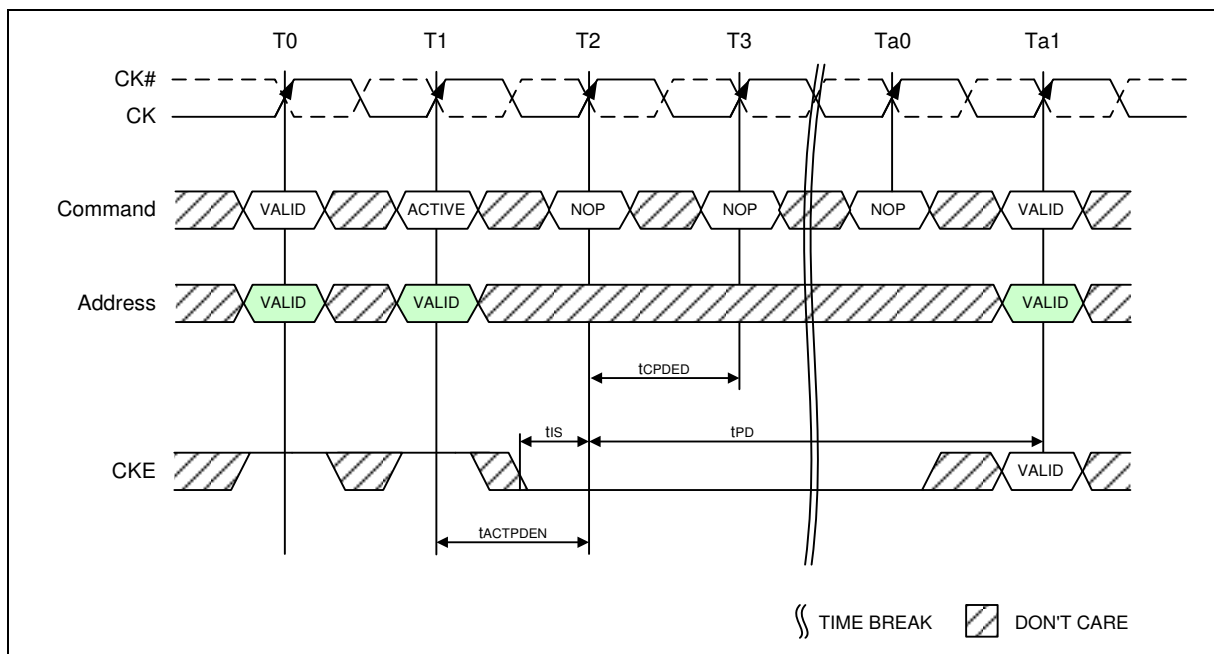 T0 T1 T2 T3 Ta0 Ta1
CK#
CK
Command VALID ACTIVE NOP NOP NOP VALID
Address VALID VALID VALID
tCPDED
tIS tPD
CKE VALID
tACTPDEN
TIME BREAK DON'T CARE